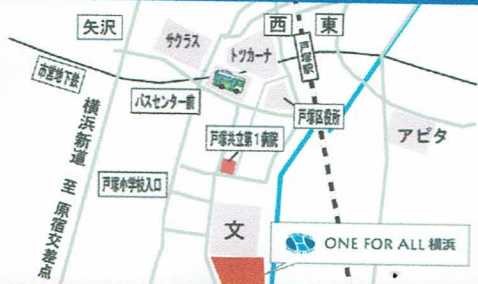 矢沢
西
東
サクラス
トツカーナ
戸塚駅
市営地下鉄
バスセンター前
戸塚区役所
アピタ
横浜新道 至 原宿交差点
戸塚共立第1病院
戸塚小学校入口
文
ONE FOR ALL 横浜